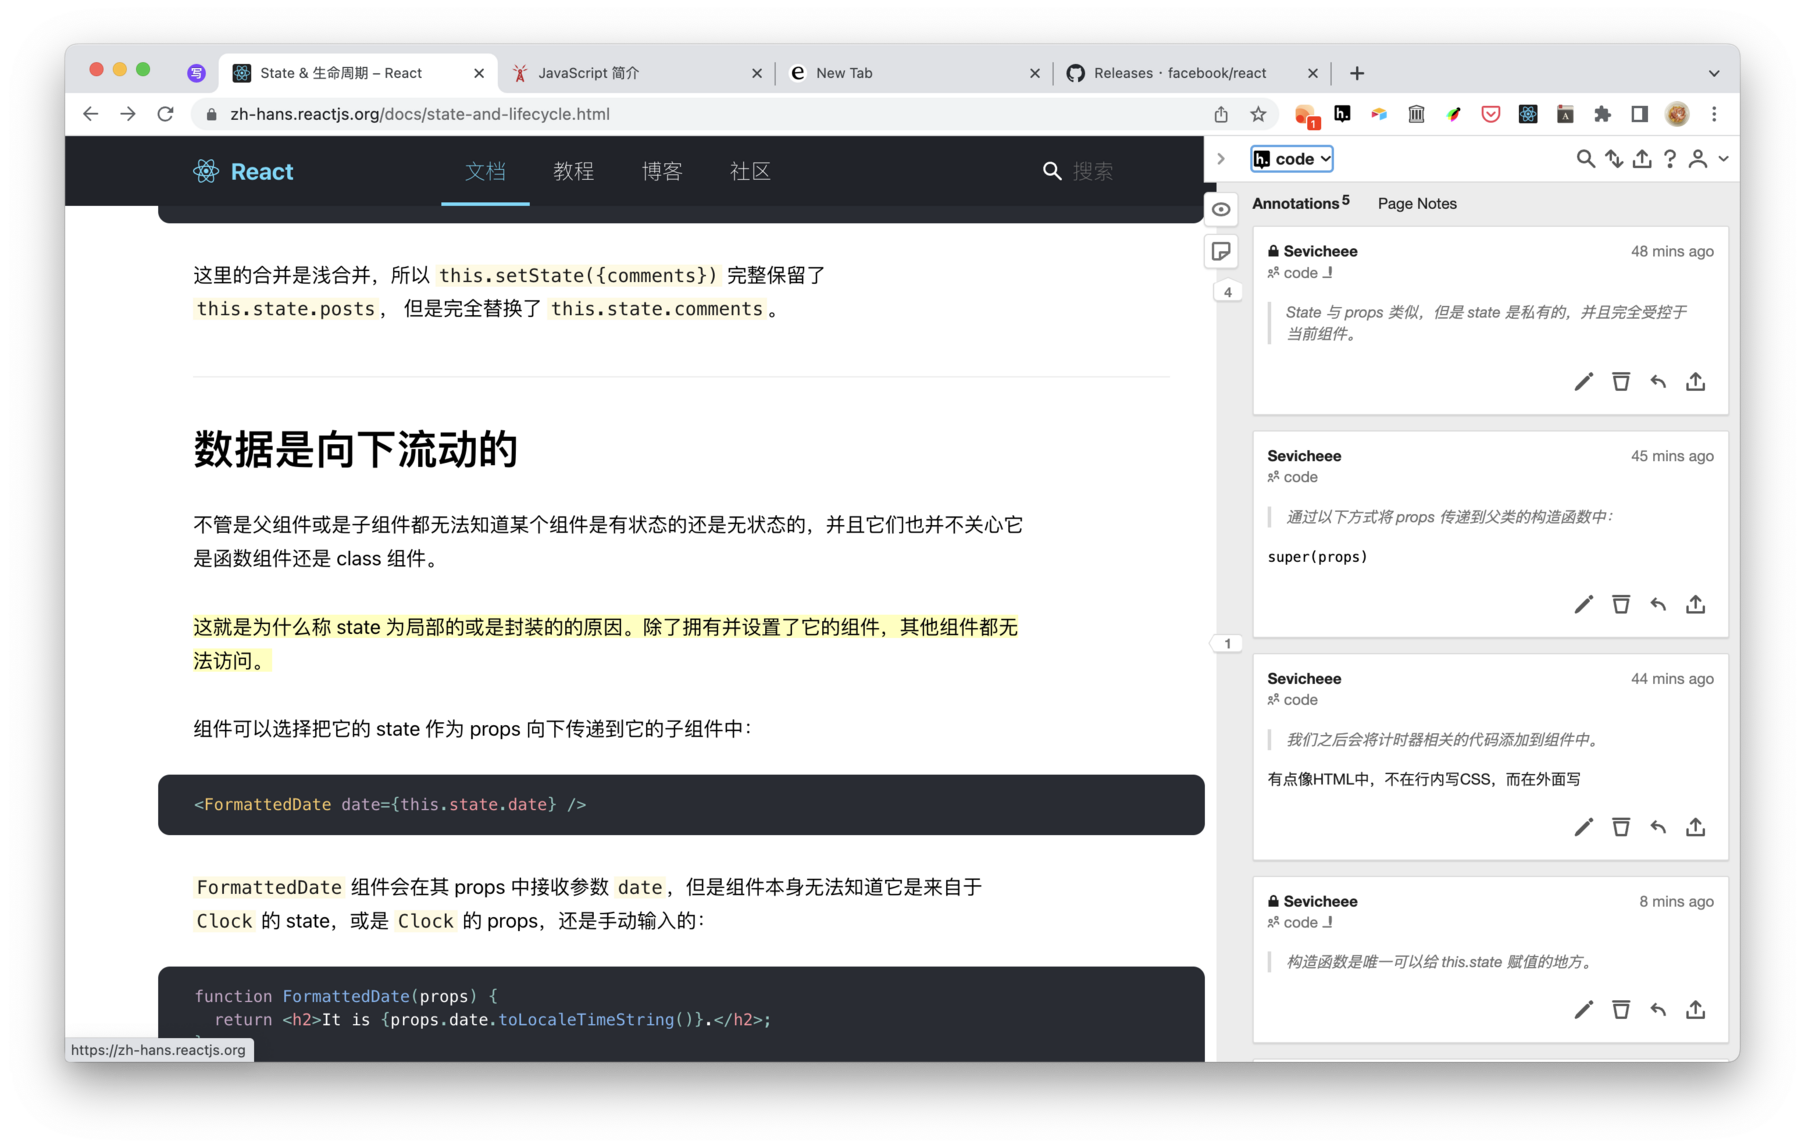 写
State & 生命周期 – React
JavaScript 简介
New Tab
Releases · facebook/react
zh-hans.reactjs.org/docs/state-and-lifecycle.html
1
h.
A
React
文档
教程
博客
社区
搜索
这里的合并是浅合并，所以 this.setState({comments}) 完整保留了
this.state.posts， 但是完全替换了 this.state.comments。
数据是向下流动的
不管是父组件或是子组件都无法知道某个组件是有状态的还是无状态的，并且它们也并不关心它
是函数组件还是 class 组件。
这就是为什么称 state 为局部的或是封装的的原因。除了拥有并设置了它的组件，其他组件都无
法访问。
组件可以选择把它的 state 作为 props 向下传递到它的子组件中：
<FormattedDate date={this.state.date} />
FormattedDate 组件会在其 props 中接收参数 date，但是组件本身无法知道它是来自于
Clock 的 state，或是 Clock 的 props，还是手动输入的：
function FormattedDate(props) {
return <h2>It is {props.date.toLocaleTimeString()}.</h2>;
https://zh-hans.reactjs.org
4
1
h. code
Annotations 5
Page Notes
Sevicheee
48 mins ago
code
State 与 props 类似，但是 state 是私有的，并且完全受控于
当前组件。
Sevicheee
45 mins ago
code
通过以下方式将 props 传递到父类的构造函数中：
super(props)
Sevicheee
44 mins ago
code
我们之后会将计时器相关的代码添加到组件中。
有点像HTML中，不在行内写CSS，而在外面写
Sevicheee
8 mins ago
code
构造函数是唯一可以给 this.state 赋值的地方。